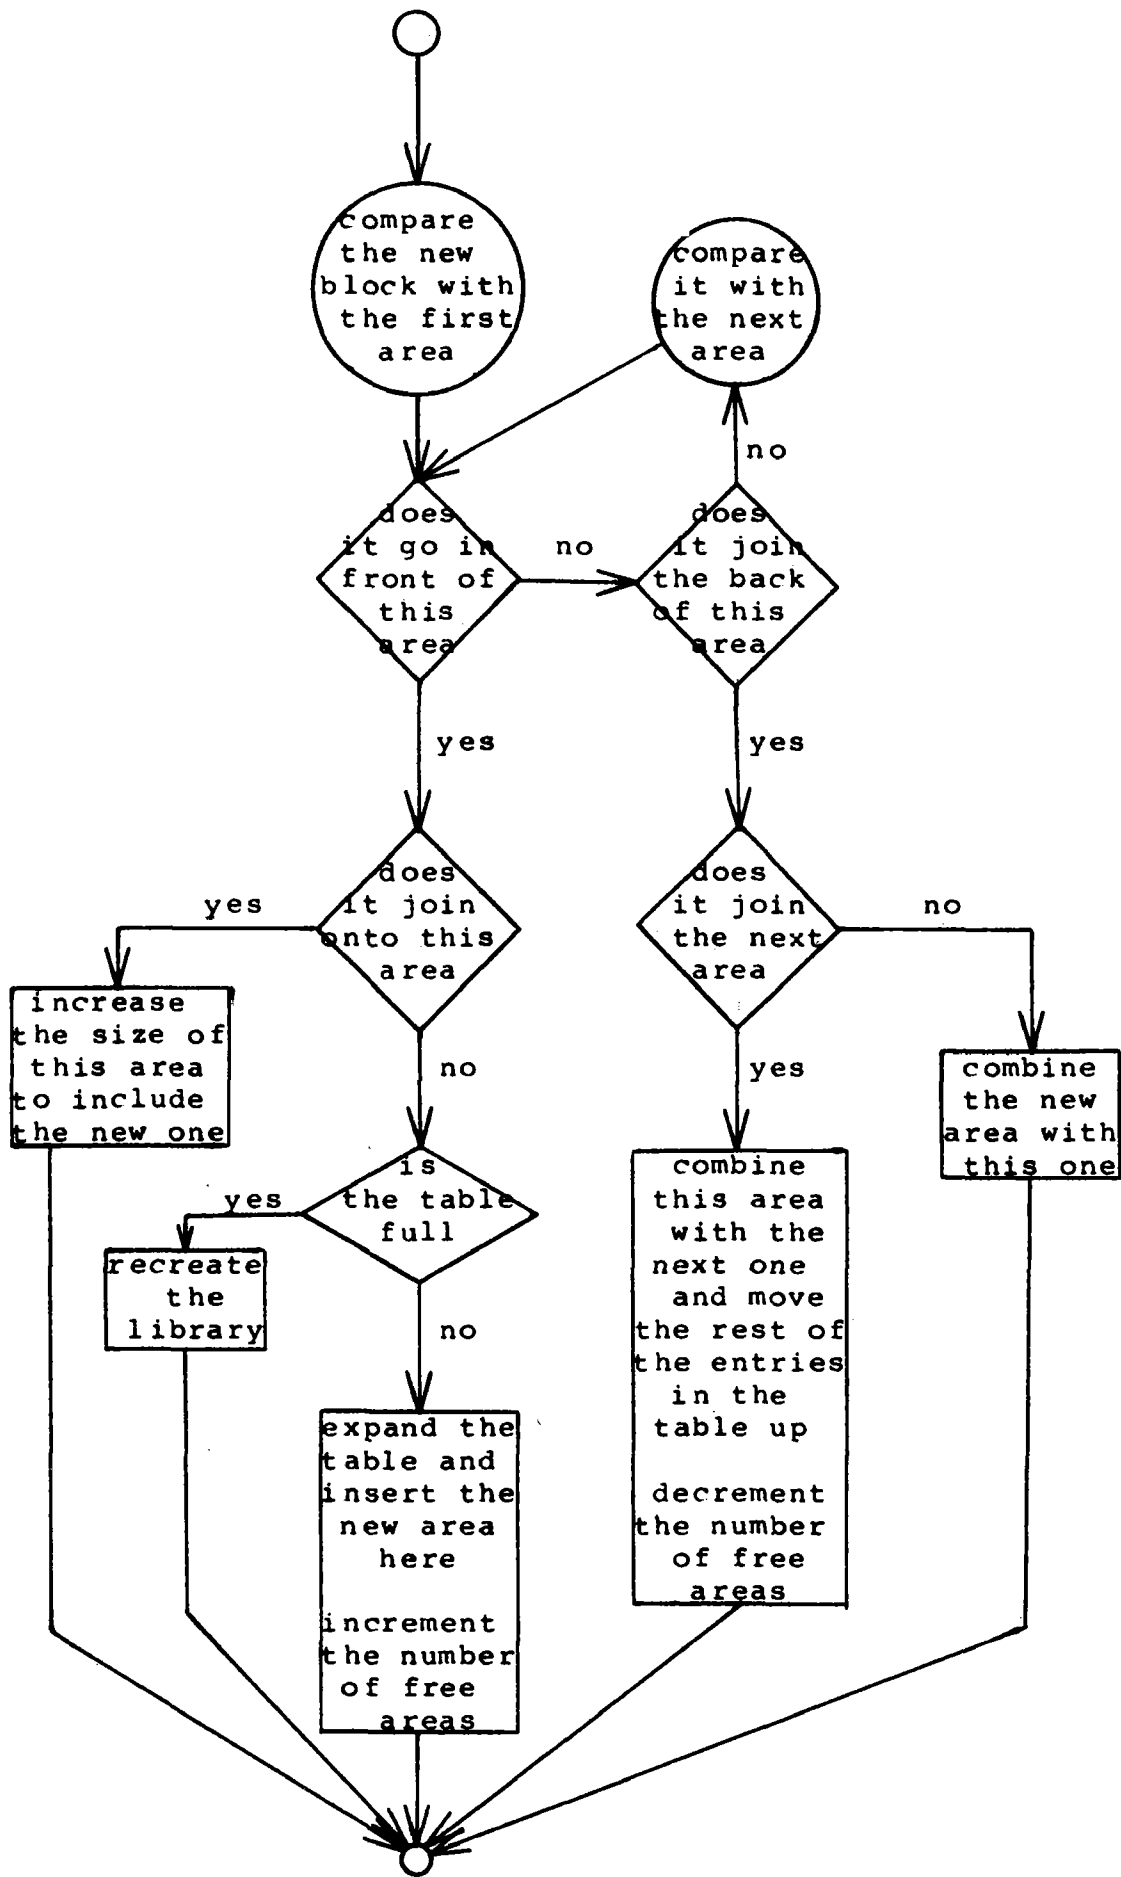 compare
the new
block with
the first
area
compare
it with
the next
area
no
does
it go in
front of
this
area
no
does
it join
the back
of this
area
yes
yes
does
it join
onto this
area
yes
does
it join
the next
area
no
increase
the size of
this area
to include
the new one
no
yes
combine
the new
area with
this one
is
the table
full
yes
recreate
the
library
no
combine
this area
with the
next one
and move
the rest of
the entries
in the
table up
decrement
the number
of free
areas
expand the
table and
insert the
new area
here
increment
the number
of free
areas